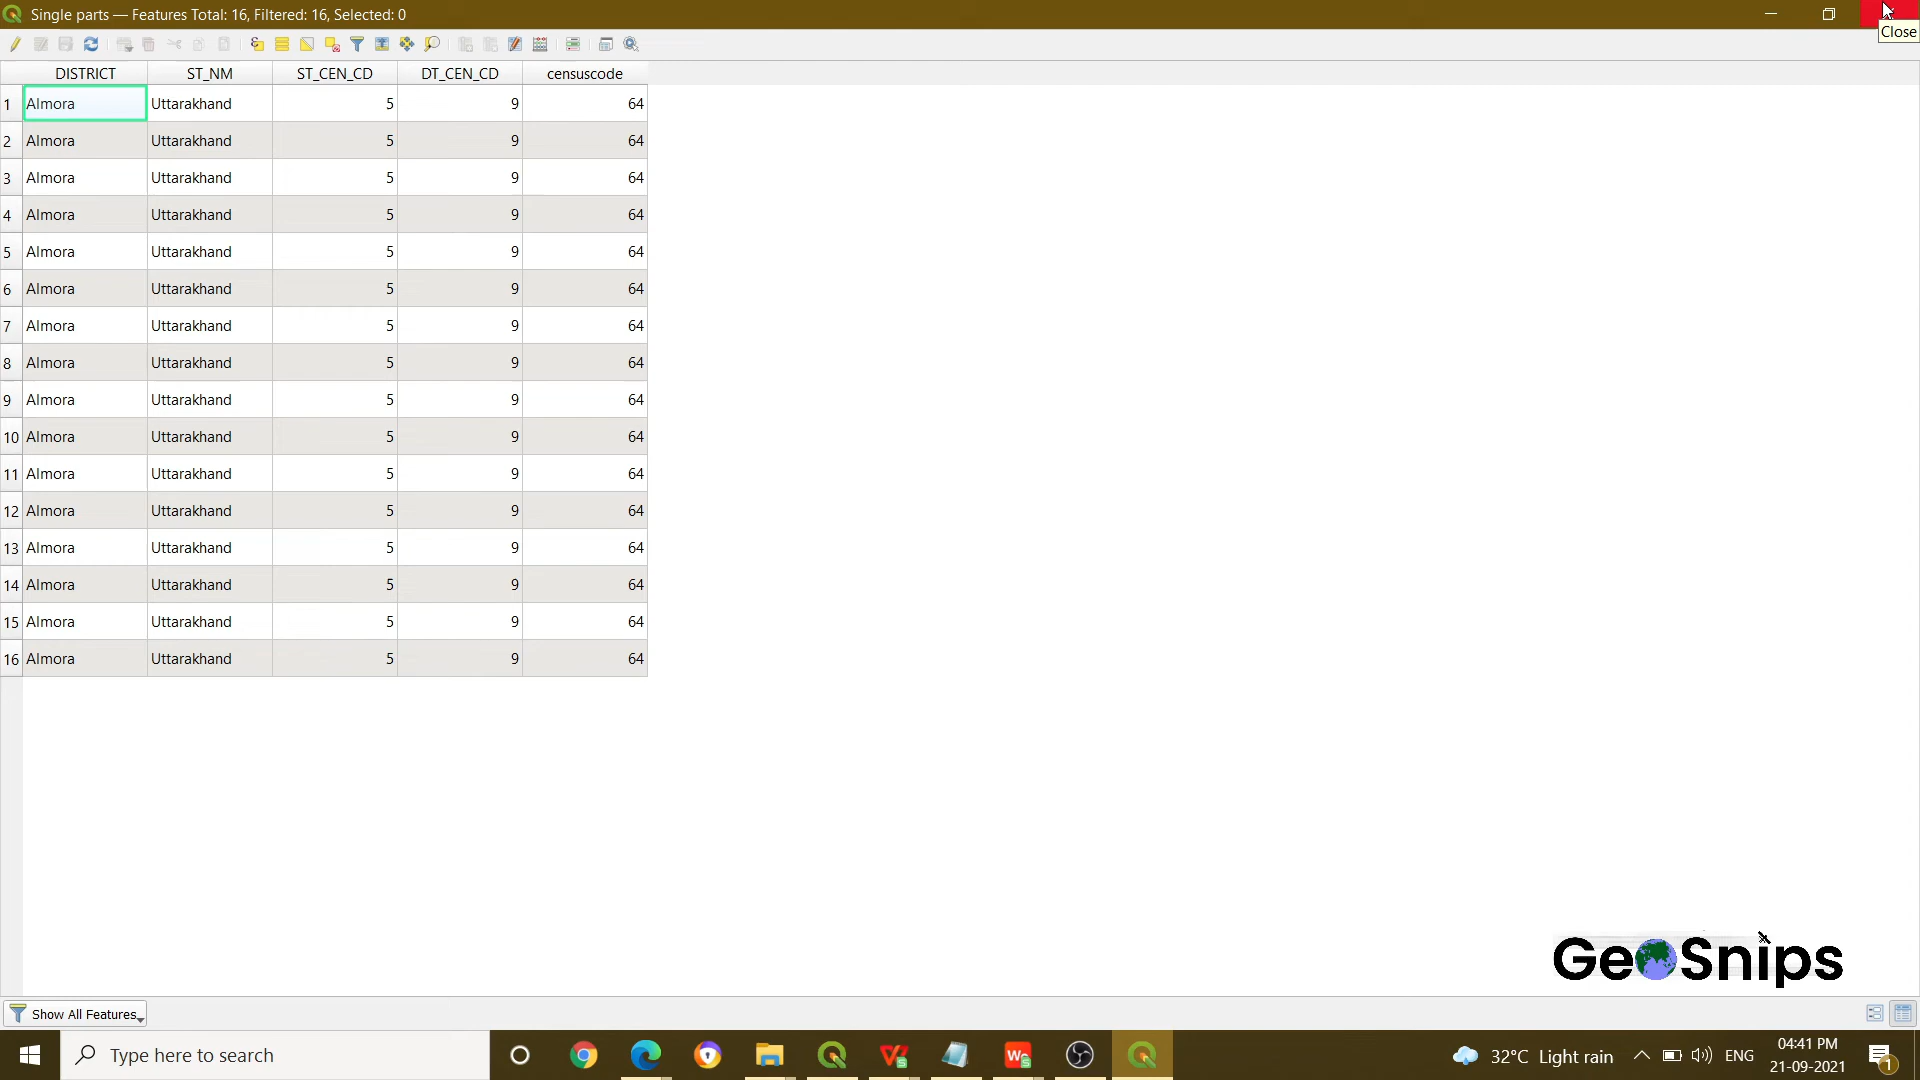 Single parts — Features Total: 16, Filtered: 16, Selected: 0
Close
DISTRICT ST_NM ST_CEN_CD DT_CEN_CD censuscode
1 Almora Uttarakhand 5 9 64
2 Almora Uttarakhand 5 9 64
3 Almora Uttarakhand 5 9 64
4 Almora Uttarakhand 5 9 64
5 Almora Uttarakhand 5 9 64
6 Almora Uttarakhand 5 9 64
7 Almora Uttarakhand 5 9 64
8 Almora Uttarakhand 5 9 64
9 Almora Uttarakhand 5 9 64
10 Almora Uttarakhand 5 9 64
11 Almora Uttarakhand 5 9 64
12 Almora Uttarakhand 5 9 64
13 Almora Uttarakhand 5 9 64
14 Almora Uttarakhand 5 9 64
15 Almora Uttarakhand 5 9 64
16 Almora Uttarakhand 5 9 64
GeoSnips
Show All Features
Type here to search
32°C Light rain
ENG
04:41 PM
21-09-2021
1